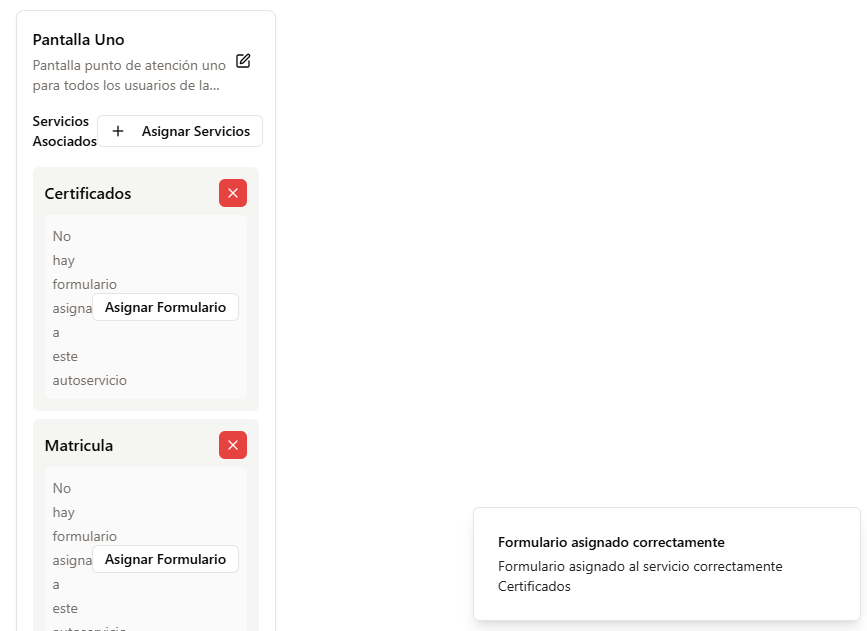 Pantalla Uno
Pantalla punto de atención uno
para todos los usuarios de la...
Servicios
Asociados
Asignar Servicios
Certificados
No
hay
formulario
asigna
Asignar Formulario
a
este
autoservicio
Matricula
No
hay
formulario
asigna
Asignar Formulario
a
este
autoservicio
Formulario asignado correctamente
Formulario asignado al servicio correctamente
Certificados